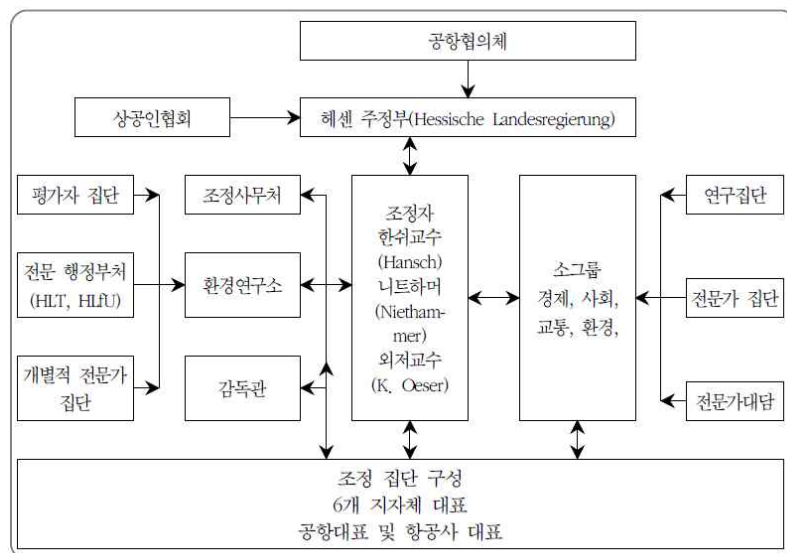 공항협의체
상공인협회
헤센 주정부(Hessische Landesregierung)
평가자 집단
조정사무처
조정자
한쉬교수
(Hansch)
니트하머
(Nietham-
mer)
외저교수
(K. Oeser)
소그룹
경제, 사회,
교통, 환경,
연구집단
전문 행정부처
(HLT, HLfU)
환경연구소
전문가 집단
개별적 전문가
집단
감독관
전문가대담
조정 집단 구성
6개 지자체 대표
공항대표 및 항공사 대표